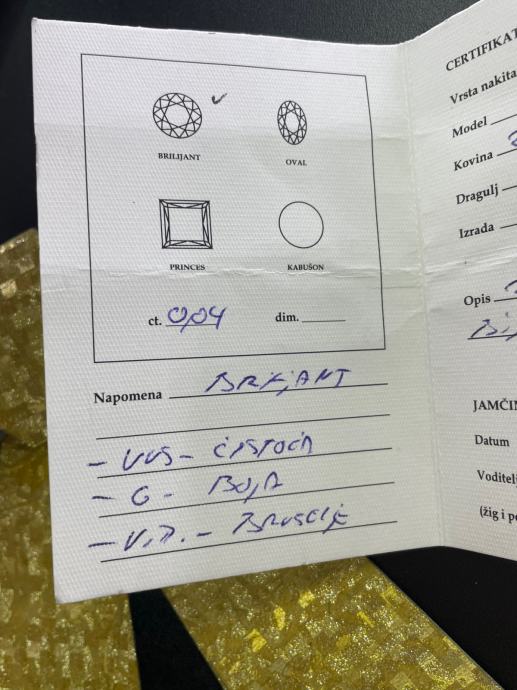 BRILIJANT
OVAL
PRINCES
KABUŠON
ct. 0,04 dim.
Napomena BRILJANT
- VVS - ČISTOĆA
- G - BOJA
- V.D. - BRUŠENJE
CERTIFIKAT
Vrsta nakita
Model
Kovina
Dragulj
Izrada
Opis
JAMČI
Datum
Voditelj
(žig i